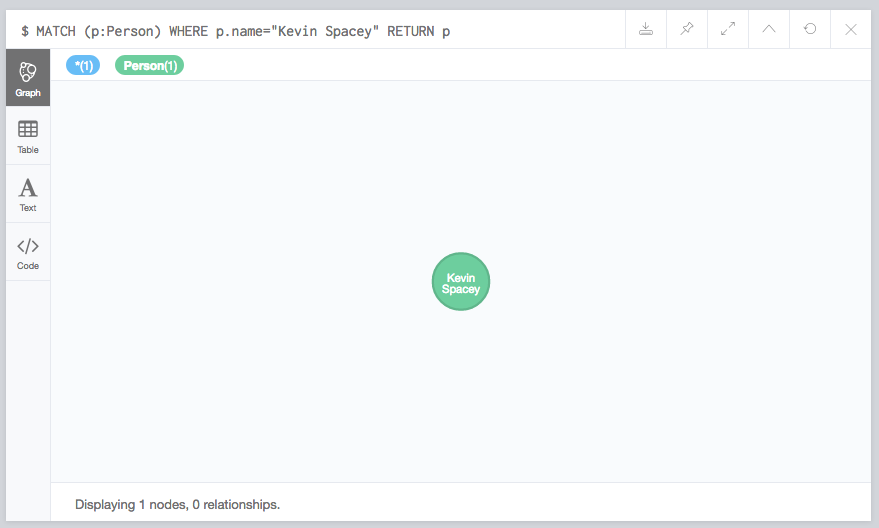 $ MATCH (p:Person) WHERE p.name="Kevin Spacey" RETURN p
*(1) Person(1)
Graph
Table
Text
Code
Kevin
Spacey
Displaying 1 nodes, 0 relationships.